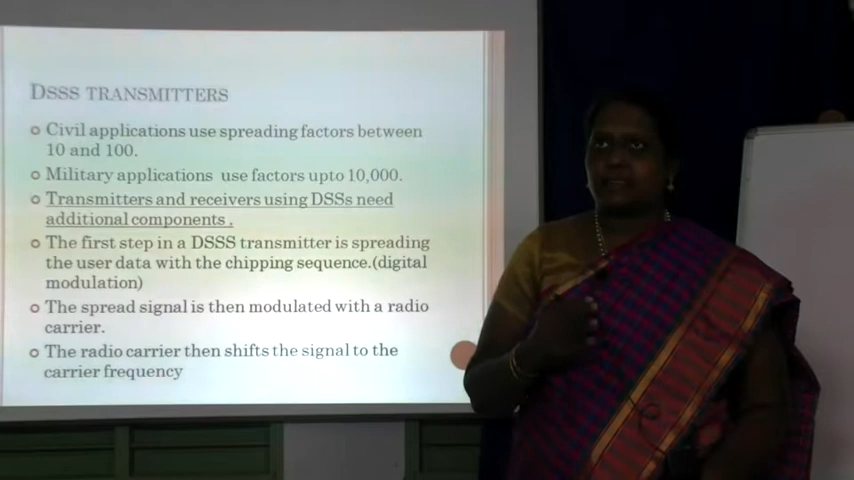 DSSS TRANSMITTERS
Civil applications use spreading factors between
10 and 100.
Military applications use factors upto 10,000.
Transmitters and receivers using DSSs need
additional components .
The first step in a DSSS transmitter is spreading
the user data with the chipping sequence.(digital
modulation)
The spread signal is then modulated with a radio
carrier.
The radio carrier then shifts the signal to the
carrier frequency